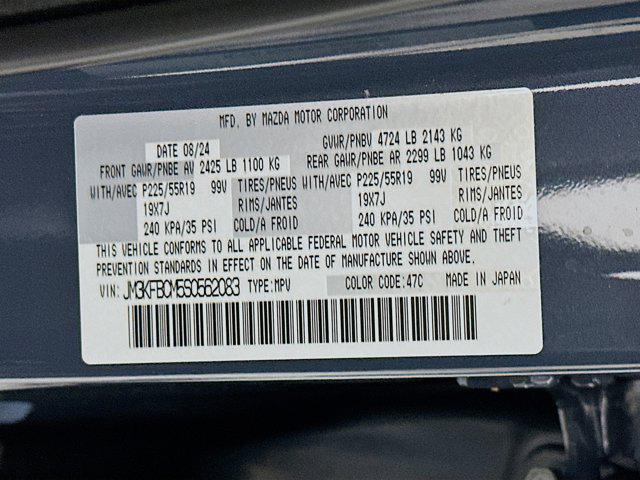 MFD. BY MAZDA MOTOR CORPORATION
DATE 08/24 GVWR/PNBV 4724 LB 2143 KG
FRONT GAWR/PNBE AV 2425 LB 1100 KG REAR GAWR/PNBE AR 2299 LB 1043 KG
WITH/AVEC P225/55R19 99V TIRES/PNEUS WITH/AVEC P225/55R19 99V TIRES/PNEUS
19X7J RIMS/JANTES 19X7J RIMS/JANTES
240 KPA/35 PSI COLD/A FROID 240 KPA/35 PSI COLD/A FROID
THIS VEHICLE CONFORMS TO ALL APPLICABLE FEDERAL MOTOR VEHICLE SAFETY AND THEFT
PREVENTION STANDARDS IN EFFECT ON THE DATE OF MANUFACTURE SHOWN ABOVE.
VIN: JM3KFBCM5S0562083 TYPE:MPV COLOR CODE:47C MADE IN JAPAN